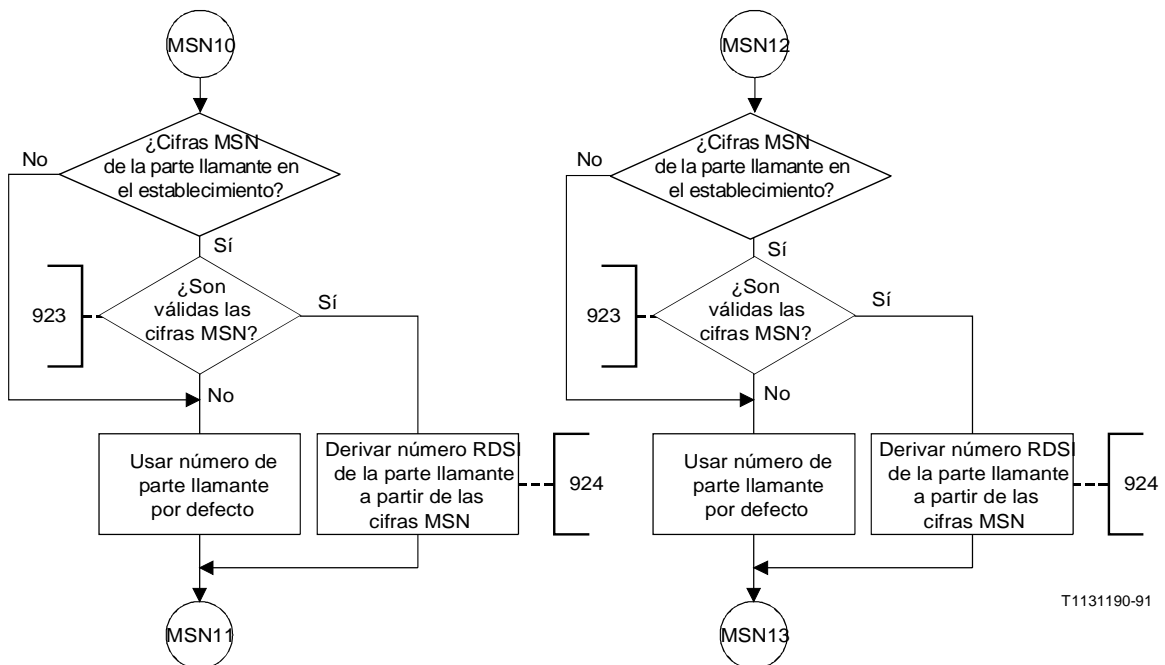 MSN10
¿Cifras MSN
de la parte llamante en
el establecimiento?
No
Sí
¿Son
válidas las
cifras MSN?
923
Sí
No
Usar número de
parte llamante
por defecto
Derivar número RDSI
de la parte llamante
a partir de las
cifras MSN
924
MSN11
MSN12
¿Cifras MSN
de la parte llamante en
el establecimiento?
No
Sí
¿Son
válidas las
cifras MSN?
923
Sí
No
Usar número de
parte llamante
por defecto
Derivar número RDSI
de la parte llamante
a partir de las
cifras MSN
924
MSN13
T1131190-91